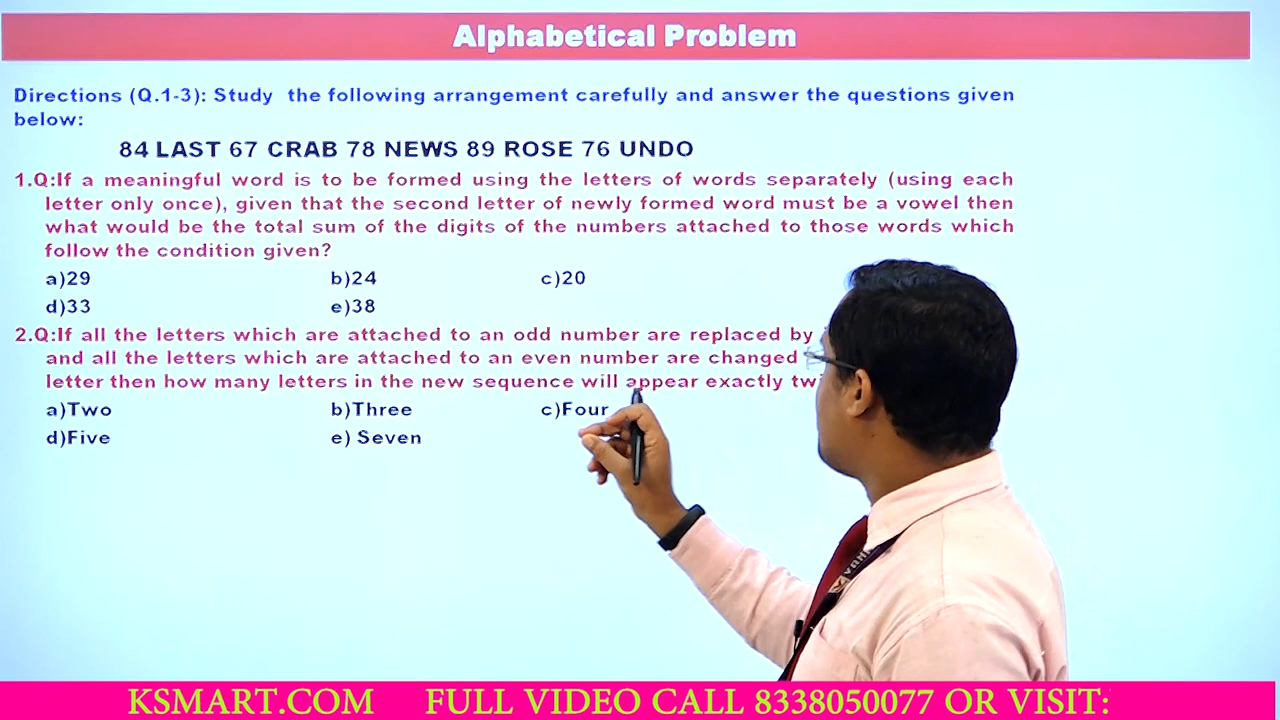 Alphabetical Problem
Directions (Q.1-3): Study the following arrangement carefully and answer the questions given
below:
84 LAST 67 CRAB 78 NEWS 89 ROSE 76 UNDO
1.Q:If a meaningful word is to be formed using the letters of words separately (using each
letter only once), given that the second letter of newly formed word must be a vowel then
what would be the total sum of the digits of the numbers attached to those words which
follow the condition given?
a)29 b)24 c)20
d)33 e)38
2.Q:If all the letters which are attached to an odd number are replaced by
and all the letters which are attached to an even number are changed
letter then how many letters in the new sequence will appear exactly
a)Two b)Three c)Four
d)Five e) Seven
KSMART.COM FULL VIDEO CALL 8338050077 OR VISIT: